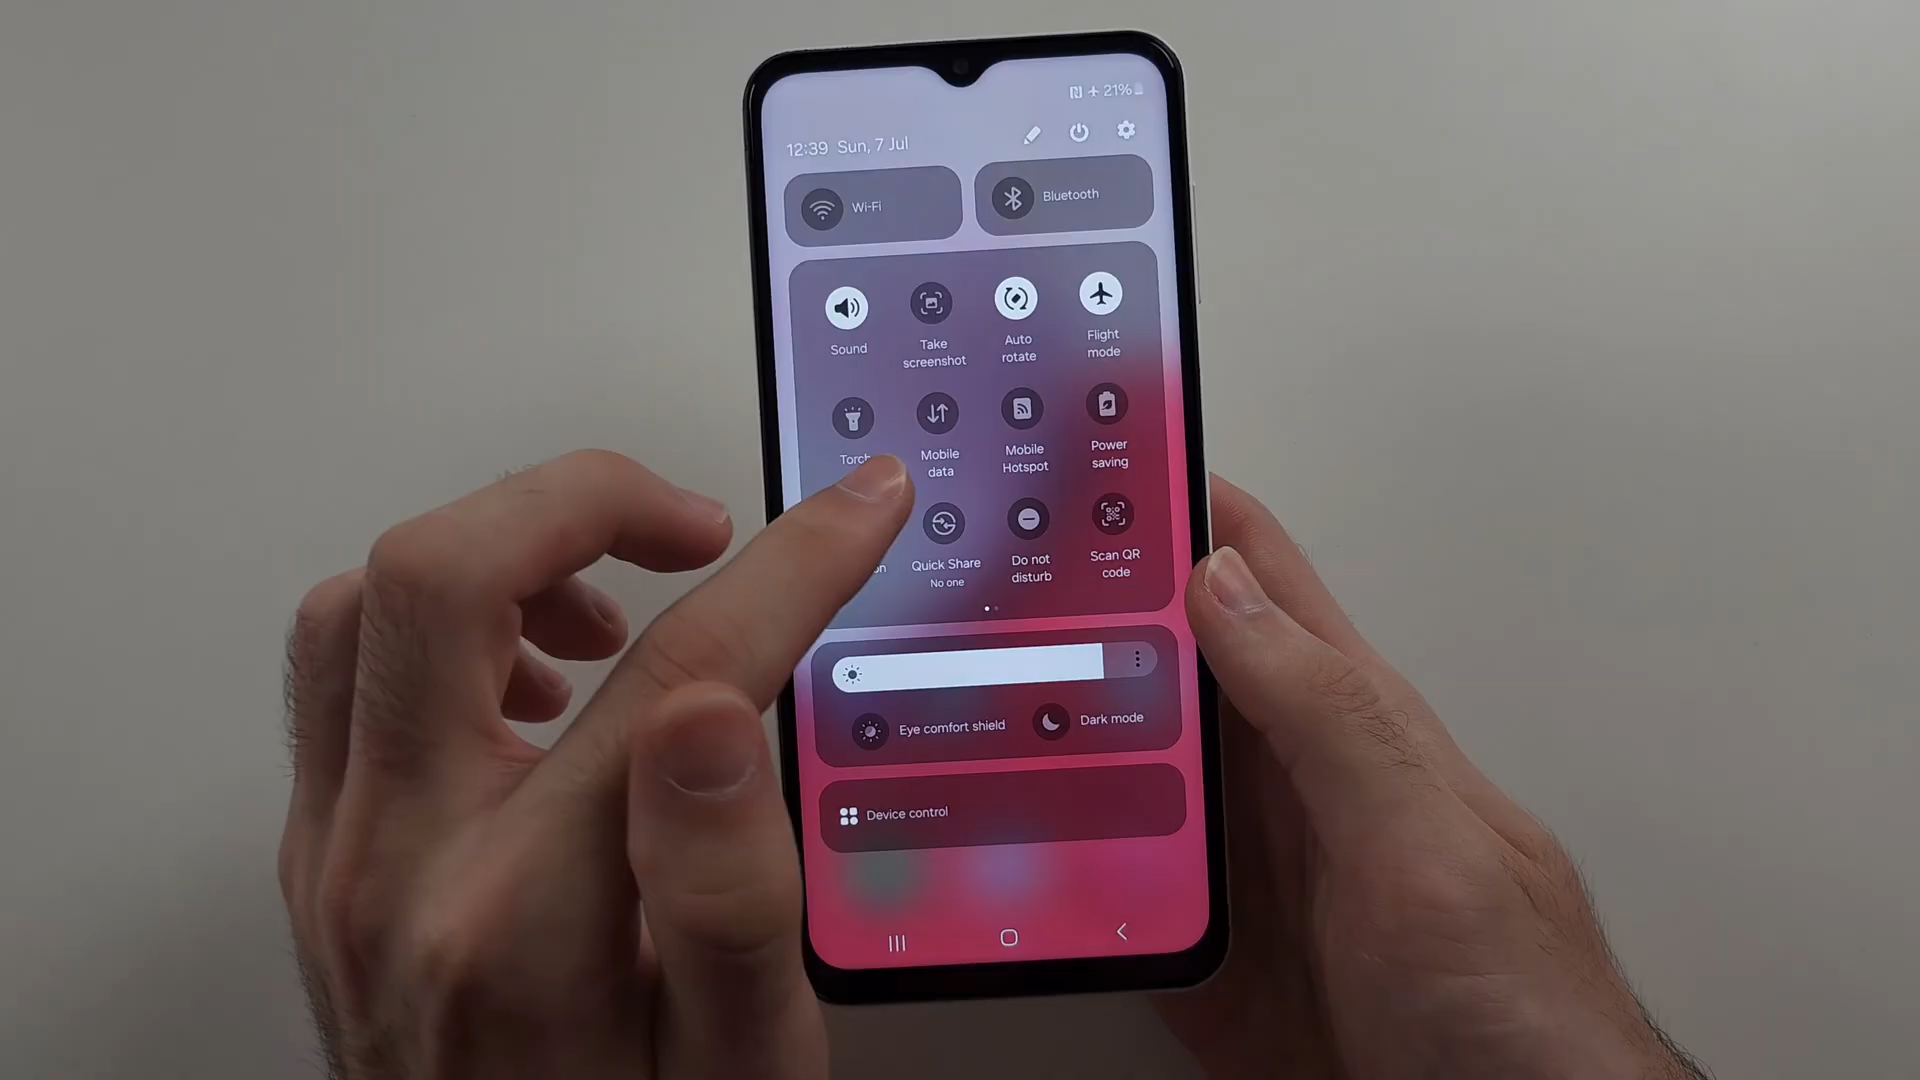 21%
12:39 Sun, 7 Jul
Wi-Fi
Bluetooth
Sound
Take
screenshot
Auto
rotate
Flight
mode
Torch
Mobile
data
Mobile
Hotspot
Power
saving
on
Quick Share
No one
Do not
disturb
Scan QR
code
Eye comfort shield
Dark mode
Device control